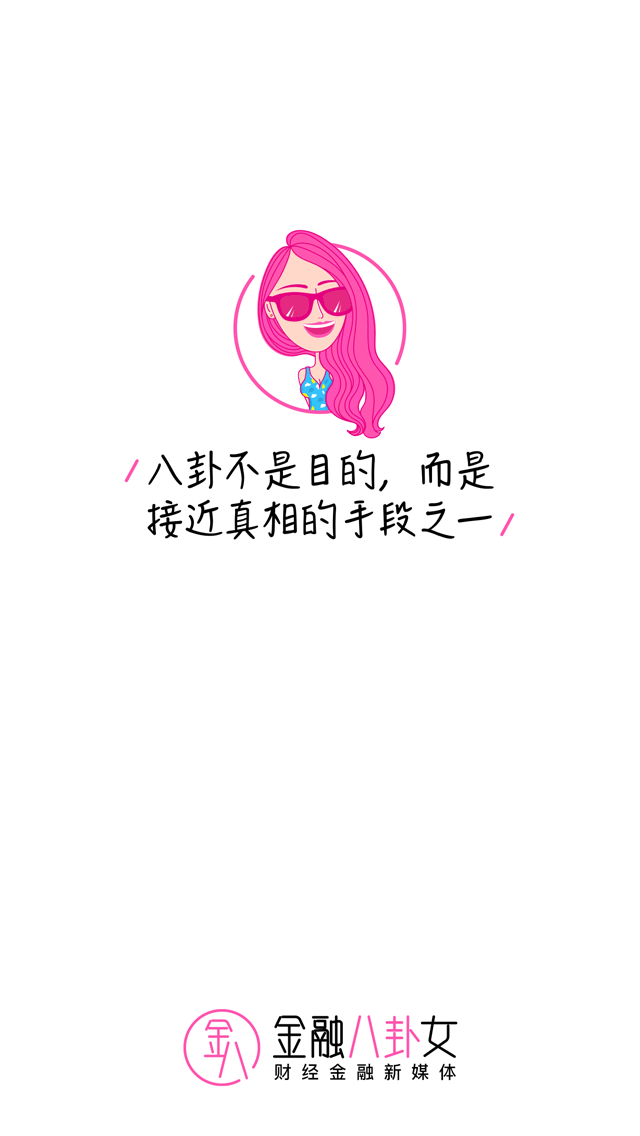 八卦不是目的，而是
接近真相的手段之一
金八
金融八卦女
财经金融新媒体